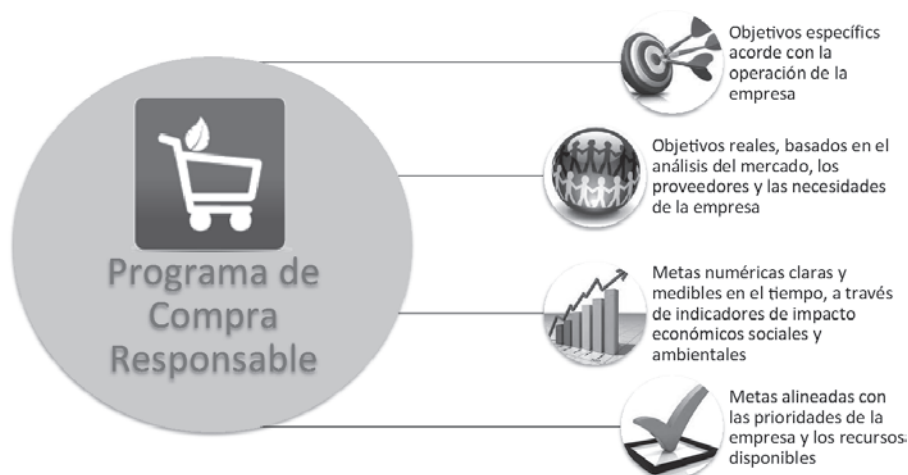 Programa de
Compra
Responsable
Objetivos específics
acorde con la
operación de la
empresa
Objetivos reales, basados en el
análisis del mercado, los
proveedores y las necesidades
de la empresa
Metas numéricas claras y
medibles en el tiempo, a través
de indicadores de impacto
económicos sociales y
ambientales
Metas alineadas con
las prioridades de la
empresa y los recursos
disponibles